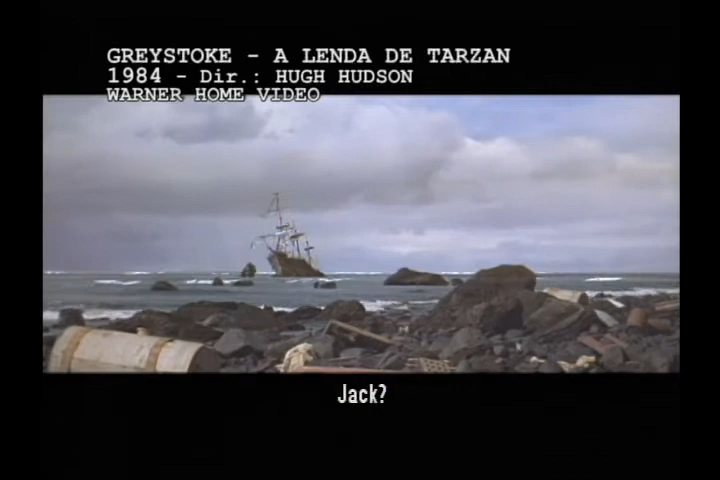 GREYSTOKE - A LENDA DE TARZAN
1984 - Dir.: HUGH HUDSON
WARNER HOME VIDEO
Jack?